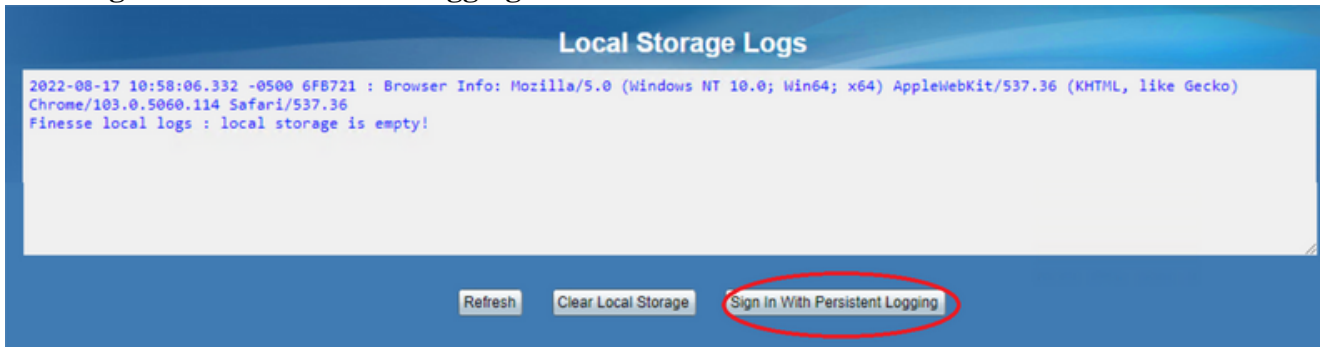 Local Storage Logs
2022-08-17 10:58:06.332 -0500 6FB721 : Browser Info: Mozilla/5.0 (Windows NT 10.0; Win64; x64) AppleWebKit/537.36 (KHTML, like Gecko)
Chrome/103.0.5060.114 Safari/537.36
Finesse local logs : local storage is empty!
Refresh Clear Local Storage Sign In With Persistent Logging